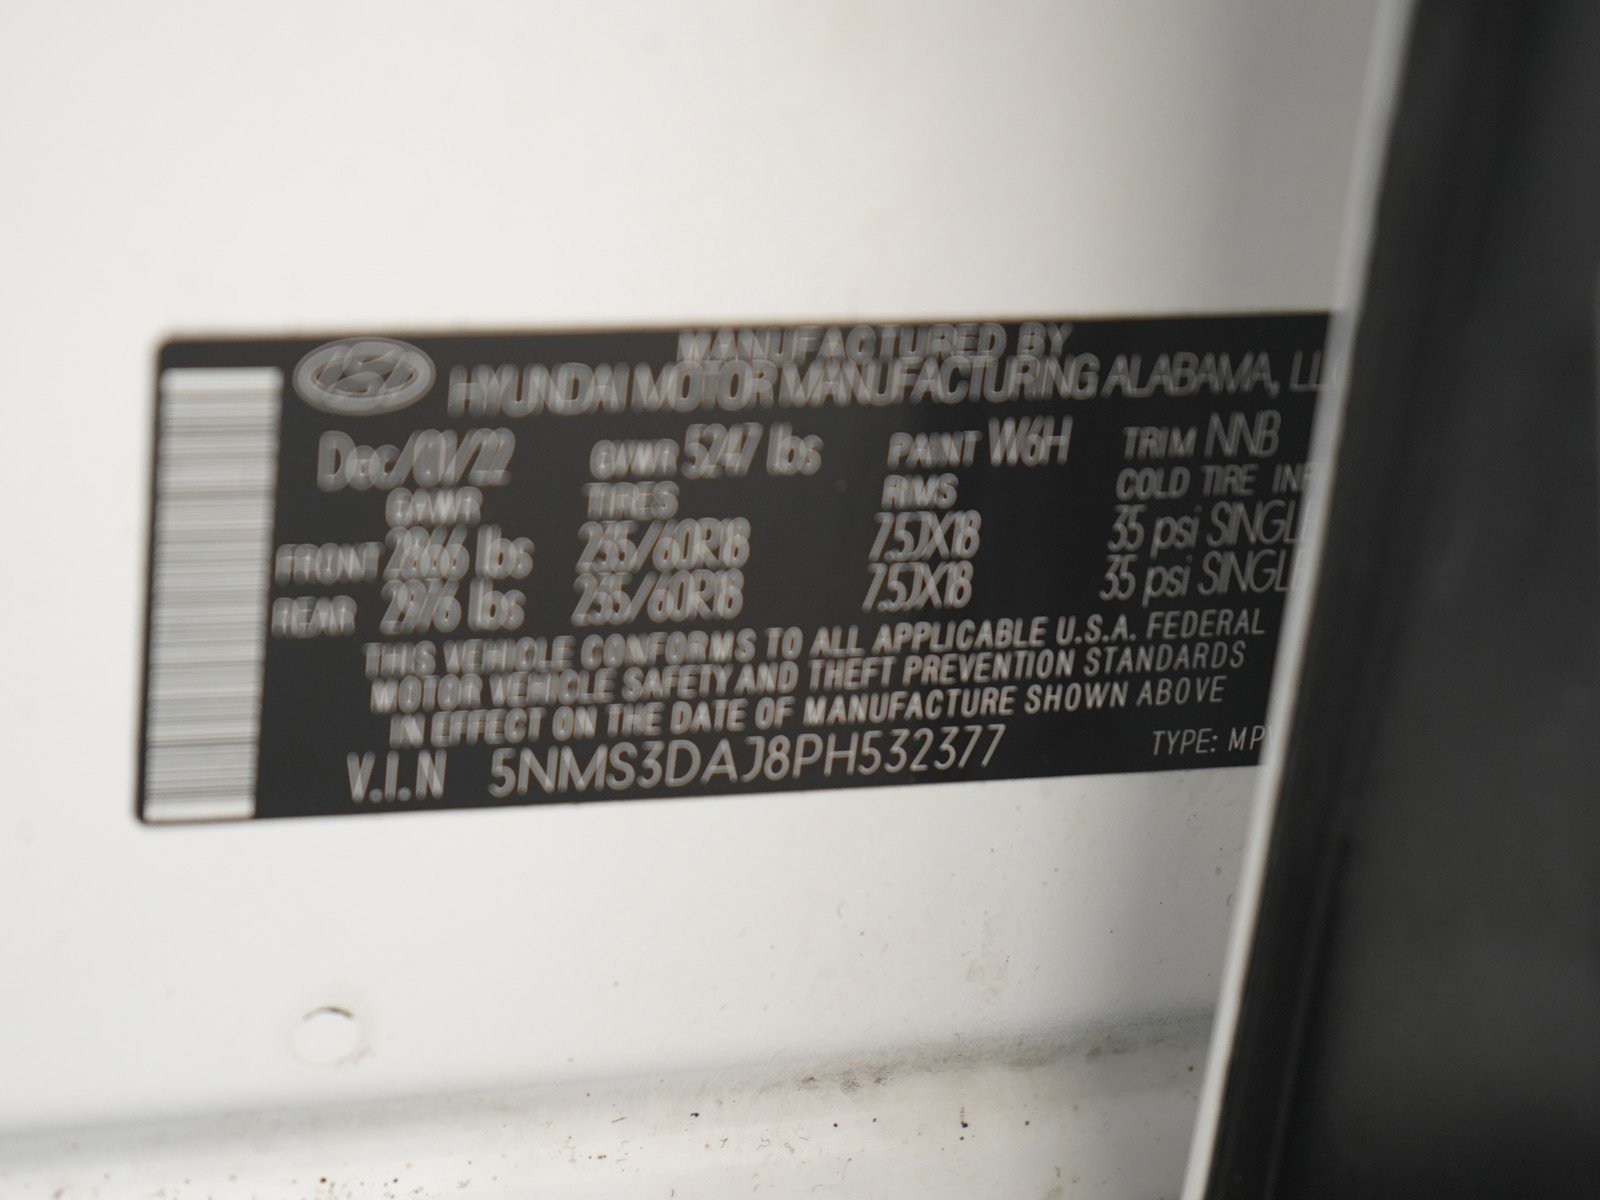 MANUFACTURED BY
HYUNDAI MOTOR MANUFACTURING ALABAMA, LLC
Dec/01/22 GVWR 5247 lbs PAINT W6H TRIM NNB
GAWR TIRES RIMS COLD TIRE INF
FRONT 2866 lbs 235/60R18 7.5JX18 35 psi SINGL
REAR 2976 lbs 235/60R18 7.5JX18 35 psi SINGL
THIS VEHICLE CONFORMS TO ALL APPLICABLE U.S.A. FEDERAL
MOTOR VEHICLE SAFETY AND THEFT PREVENTION STANDARDS
IN EFFECT ON THE DATE OF MANUFACTURE SHOWN ABOVE
V.I.N 5NMS3DAJ8PH532377 TYPE: MP